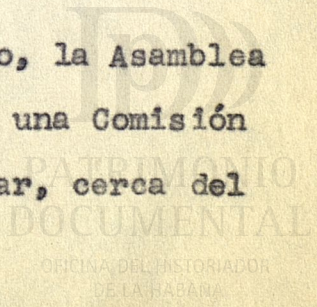 o, la Asamblea
una Comisión
ar, cerca del
PATRIMONIO
DOCUMENTAL
OFICINA DEL HISTORIADOR
DE LA HABANA